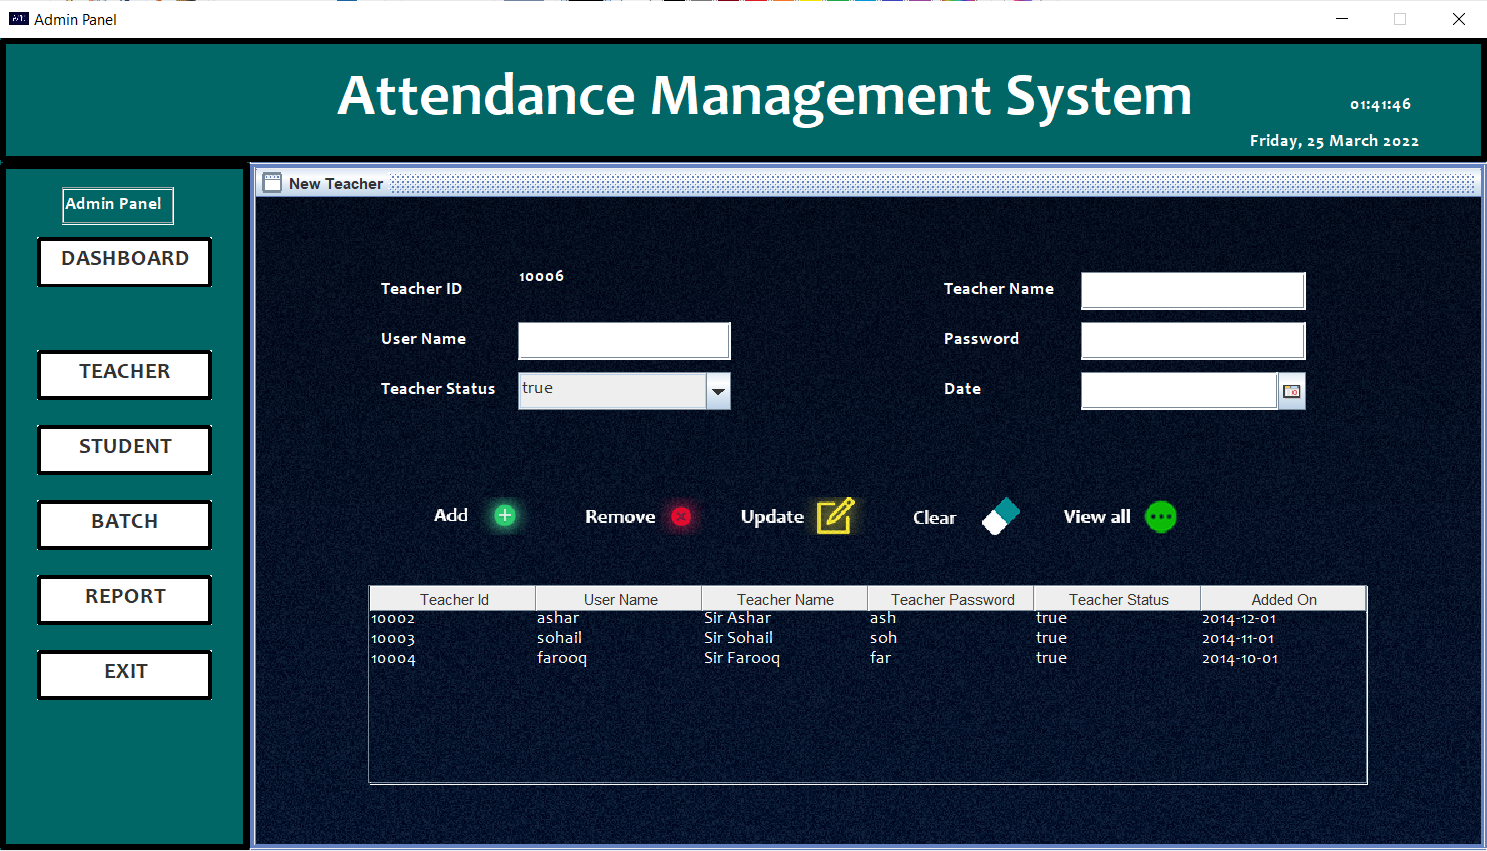 Admin Panel
Attendance Management System
01:41:46
Friday, 25 March 2022
Admin Panel
DASHBOARD
TEACHER
STUDENT
BATCH
REPORT
EXIT
New Teacher
Teacher ID 10006 Teacher Name
User Name Password
Teacher Status true Date
Add Remove Update Clear View all
Teacher Id User Name Teacher Name Teacher Password Teacher Status Added On
10002 ashar Sir Ashar ash true 2014-12-01
10003 sohail Sir Sohail soh true 2014-11-01
10004 farooq Sir Farooq far true 2014-10-01